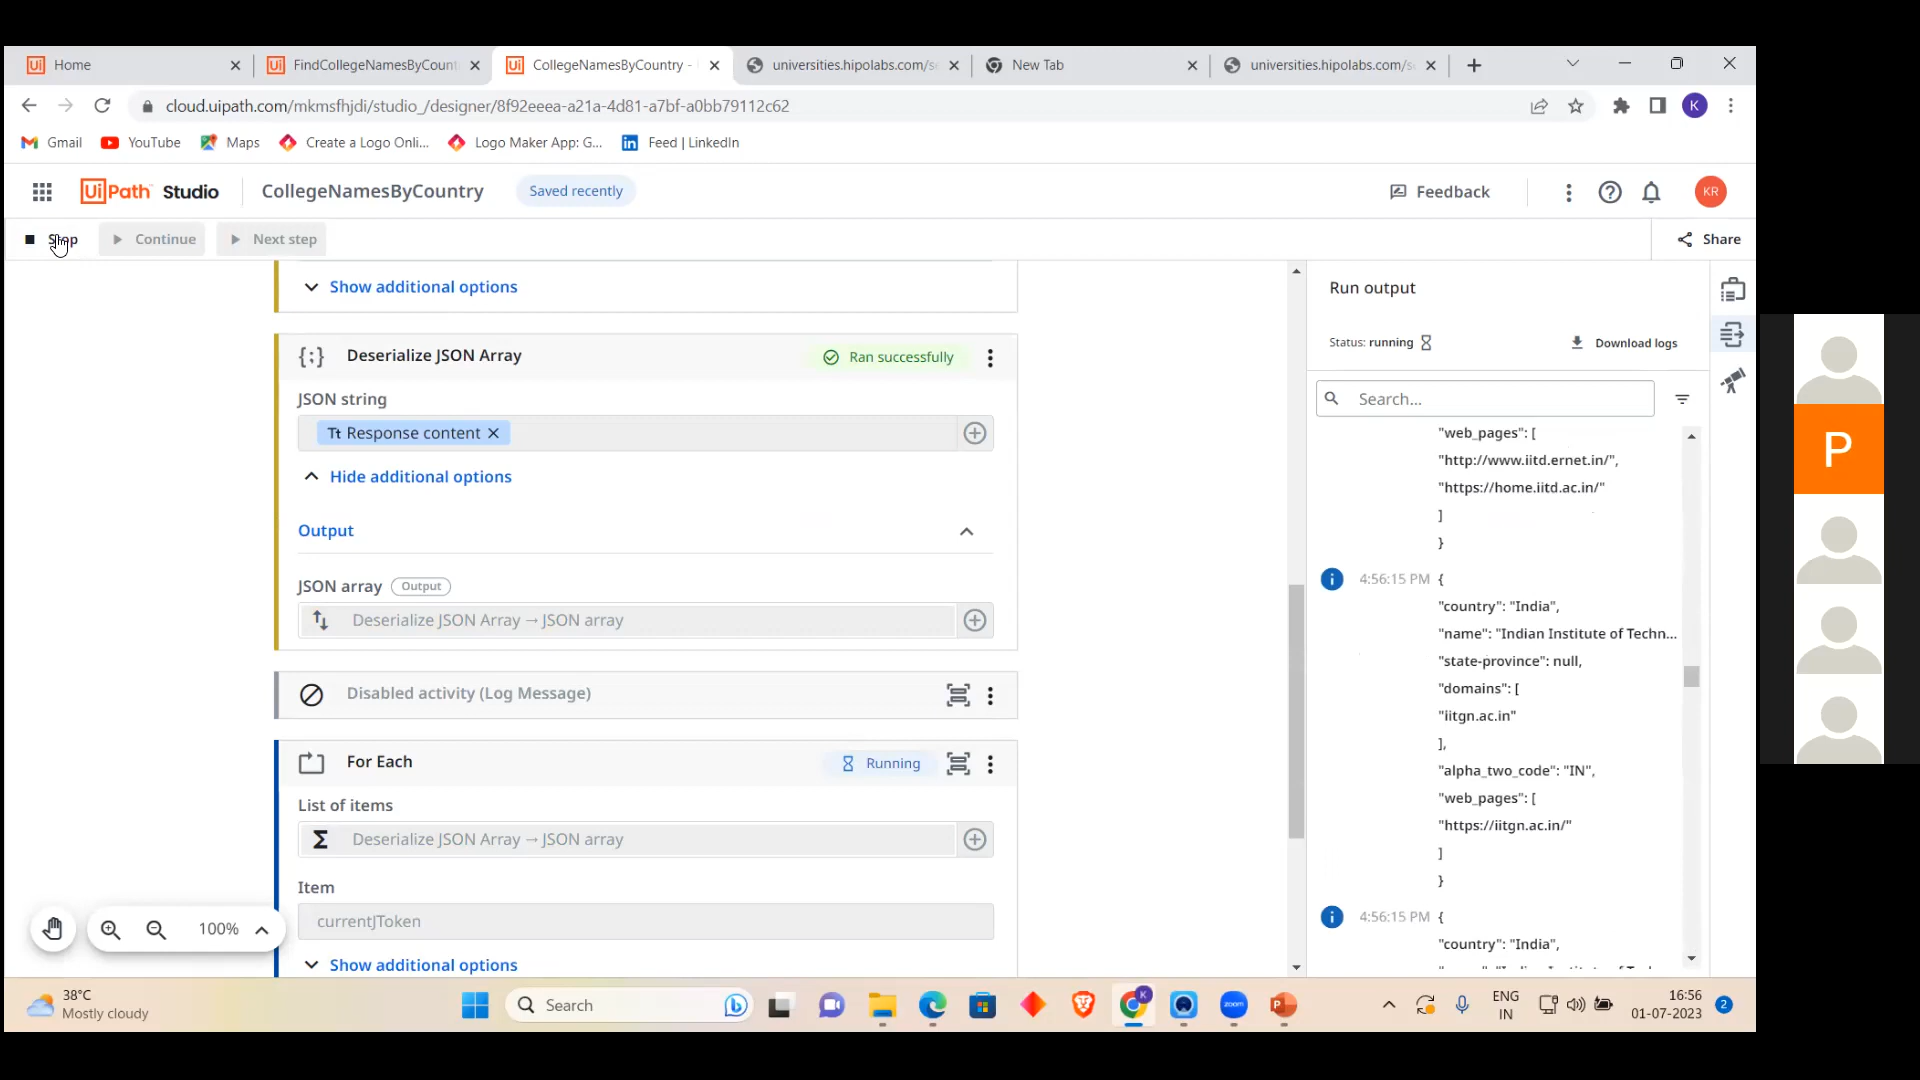 Home
FindCollegeNamesByCount
CollegeNamesByCountry -
universities.hipolabs.com/se
New Tab
universities.hipolabs.com/se
cloud.uipath.com/mkmsfhjdi/studio_/designer/8f92eeea-a21a-4d81-a7bf-a0bb79112c62
K
Gmail
YouTube
Maps
Create a Logo Onli...
Logo Maker App: G...
Feed | LinkedIn
UiPath Studio
CollegeNamesByCountry
Saved recently
Feedback
KR
Stop
Continue
Next step
Share
Show additional options
Deserialize JSON Array
Ran successfully
JSON string
Tt Response content
Hide additional options
Output
JSON array
Output
Deserialize JSON Array → JSON array
Disabled activity (Log Message)
For Each
Running
List of items
Deserialize JSON Array → JSON array
Item
currentJToken
Show additional options
100%
Run output
Status: running
Download logs
Search...
"web_pages": [
"http://www.iitd.ernet.in/",
"https://home.iitd.ac.in/"
]
}
4:56:15 PM {
"country": "India",
"name": "Indian Institute of Techn...
"state-province": null,
"domains": [
"iitgn.ac.in"
],
"alpha_two_code": "IN",
"web_pages": [
"https://iitgn.ac.in/"
]
}
4:56:15 PM {
"country": "India",
P
38°C
Mostly cloudy
Search
zoom
ENG
IN
16:56
01-07-2023
2